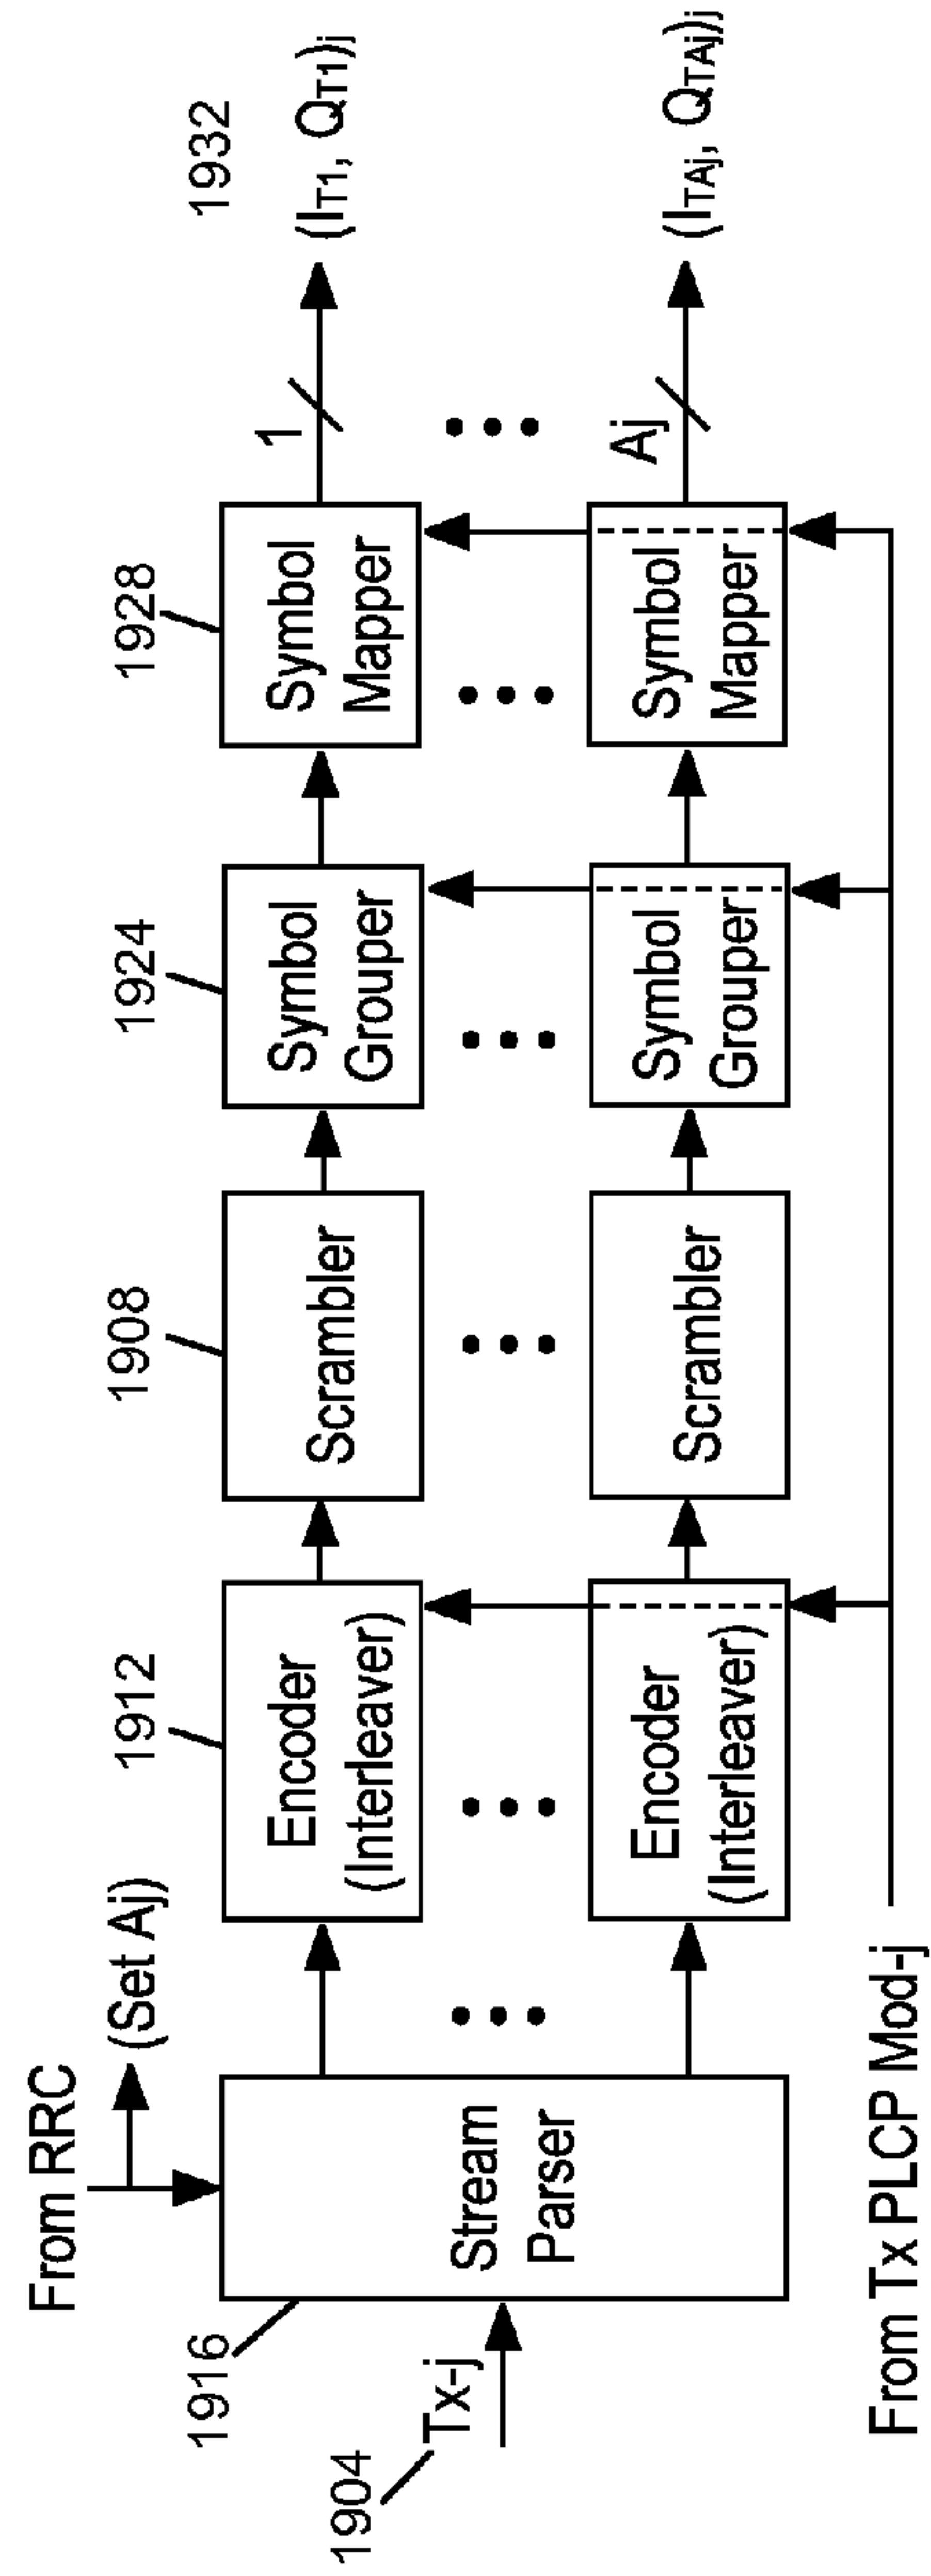 From RRC
(Set Aj)
1916
1904
Tx-j
Stream
Parser
1912
Encoder
(Interleaver)
1908
Scrambler
1924
Symbol
Grouper
1928
Symbol
Mapper
1
1932
(IT1, QT1)j
Encoder
(Interleaver)
Scrambler
Symbol
Grouper
Symbol
Mapper
Aj
(ITAj, QTAj)j
From Tx PLCP Mod-j